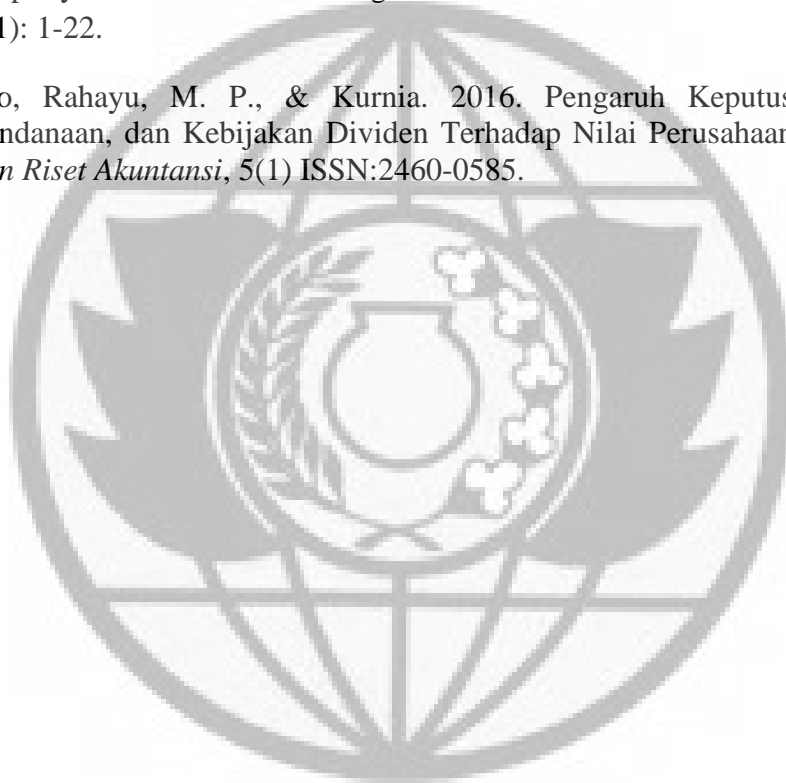 1): 1-22.
o, Rahayu, M. P., & Kurnia. 2016. Pengaruh Keputus
ndanaan, dan Kebijakan Dividen Terhadap Nilai Perusahaan
n Riset Akuntansi, 5(1) ISSN:2460-0585.